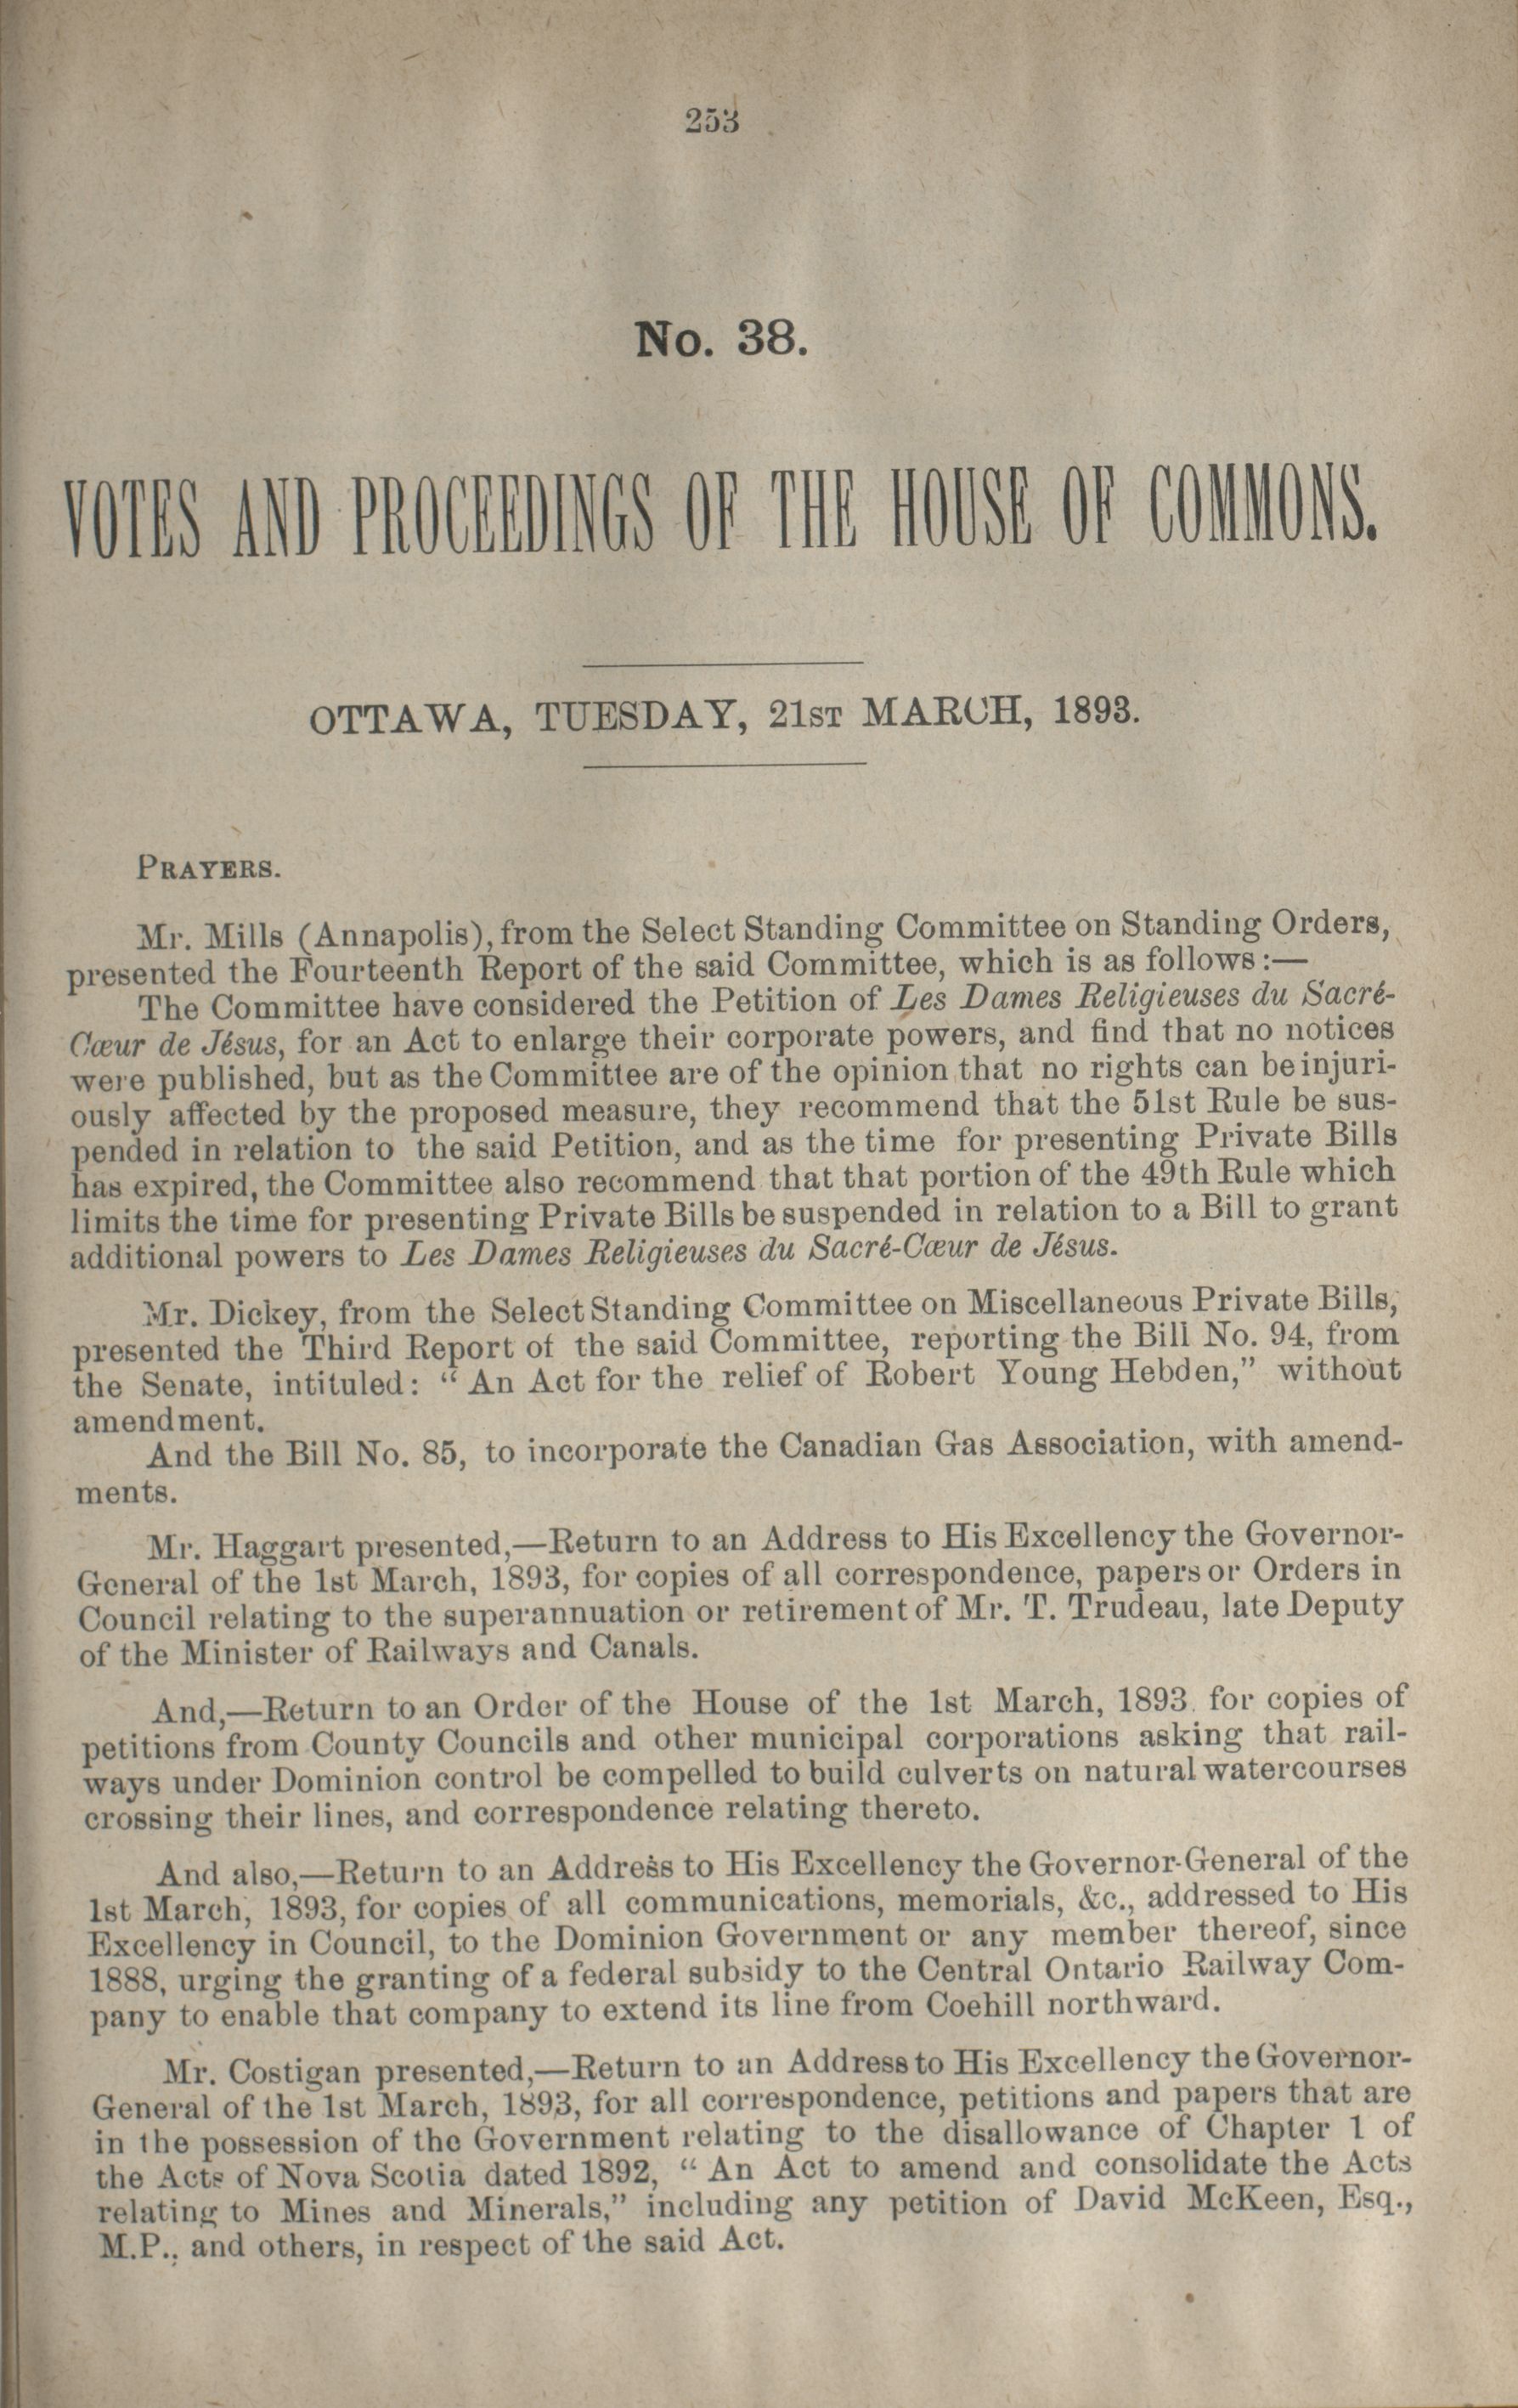 253
No. 38.
VOTES AND PROCEEDINGS OF THE HOUSE OF COMMONS.
OTTAWA, TUESDAY, 21ST MARCH, 1893.
PRAYERS.
Mr. Mills (Annapolis), from the Select Standing Committee on Standing Orders,
presented the Fourteenth Report of the said Committee, which is as follows:—
The Committee have considered the Petition of Les Dames Religieuses du Sacré-
Cœur de Jésus, for an Act to enlarge their corporate powers, and find that no notices
were published, but as the Committee are of the opinion that no rights can be injuri-
ously affected by the proposed measure, they recommend that the 51st Rule be sus-
pended in relation to the said Petition, and as the time for presenting Private Bills
has expired, the Committee also recommend that that portion of the 49th Rule which
limits the time for presenting Private Bills be suspended in relation to a Bill to grant
additional powers to Les Dames Religieuses du Sacré-Cœur de Jésus.
Mr. Dickey, from the Select Standing Committee on Miscellaneous Private Bills,
presented the Third Report of the said Committee, reporting the Bill No. 94, from
the Senate, intituled: “ An Act for the relief of Robert Young Hebden,” without
amendment.
And the Bill No. 85, to incorporate the Canadian Gas Association, with amend-
ments.
Mr. Haggart presented,—Return to an Address to His Excellency the Governor-
General of the 1st March, 1893, for copies of all correspondence, papers or Orders in
Council relating to the superannuation or retirement of Mr. T. Trudeau, late Deputy
of the Minister of Railways and Canals.
And,—Return to an Order of the House of the 1st March, 1893. for copies of
petitions from County Councils and other municipal corporations asking that rail-
ways under Dominion control be compelled to build culverts on natural watercourses
crossing their lines, and correspondence relating thereto.
And also,—Return to an Address to His Excellency the Governor-General of the
1st March, 1893, for copies of all communications, memorials, &c., addressed to His
Excellency in Council, to the Dominion Government or any member thereof, since
1888, urging the granting of a federal subsidy to the Central Ontario Railway Com-
pany to enable that company to extend its line from Coehill northward.
Mr. Costigan presented,—Return to an Address to His Excellency the Governor-
General of the 1st March, 1893, for all correspondence, petitions and papers that are
in the possession of the Government relating to the disallowance of Chapter 1 of
the Acts of Nova Scotia dated 1892, “ An Act to amend and consolidate the Acts
relating to Mines and Minerals,” including any petition of David McKeen, Esq.,
M.P., and others, in respect of the said Act.